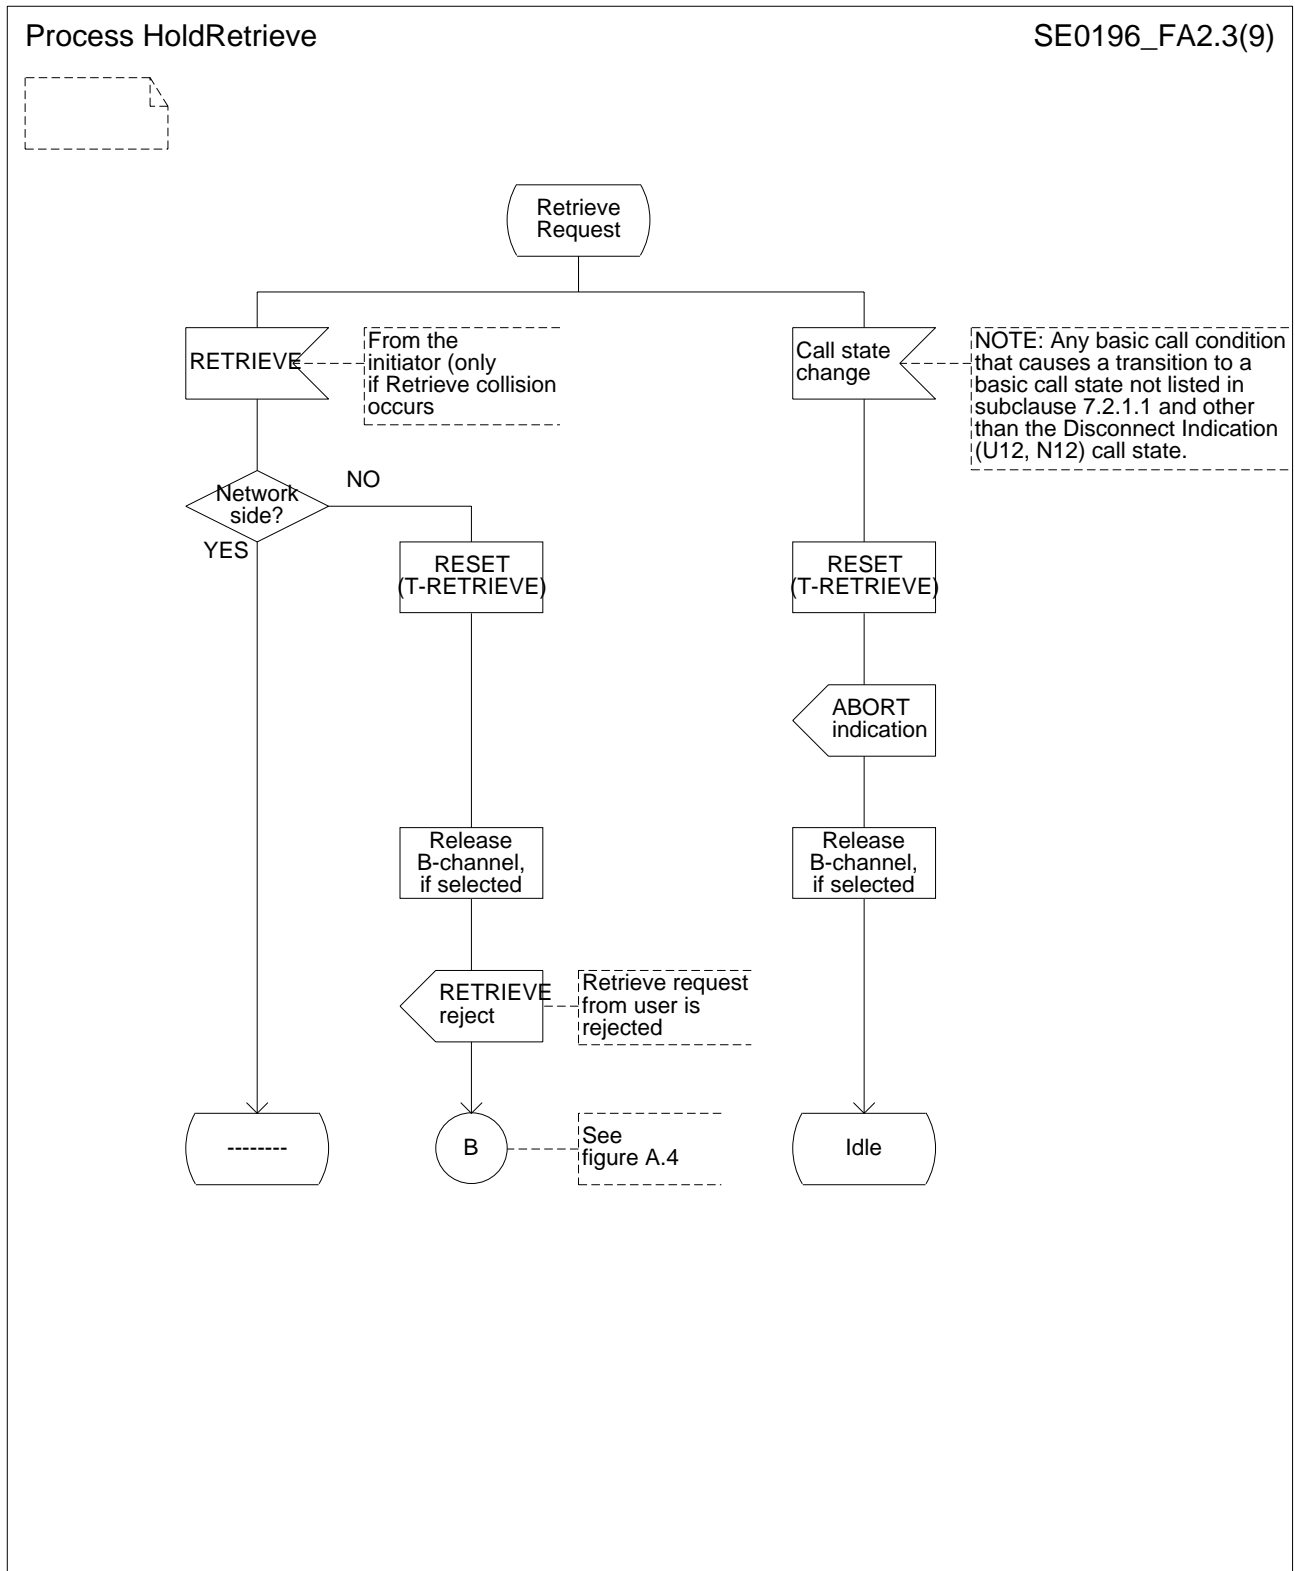 Process HoldRetrieve
SE0196_FA2.3(9)
Retrieve
Request
RETRIEVE
From the
initiator (only
if Retrieve collision
occurs
Call state
change
NOTE: Any basic call condition
that causes a transition to a
basic call state not listed in
subclause 7.2.1.1 and other
than the Disconnect Indication
(U12, N12) call state.
Network
side?
NO
YES
RESET
(T-RETRIEVE)
RESET
(T-RETRIEVE)
ABORT
indication
Release
B-channel,
if selected
Release
B-channel,
if selected
RETRIEVE
reject
Retrieve request
from user is
rejected
--------
B
See
figure A.4
Idle